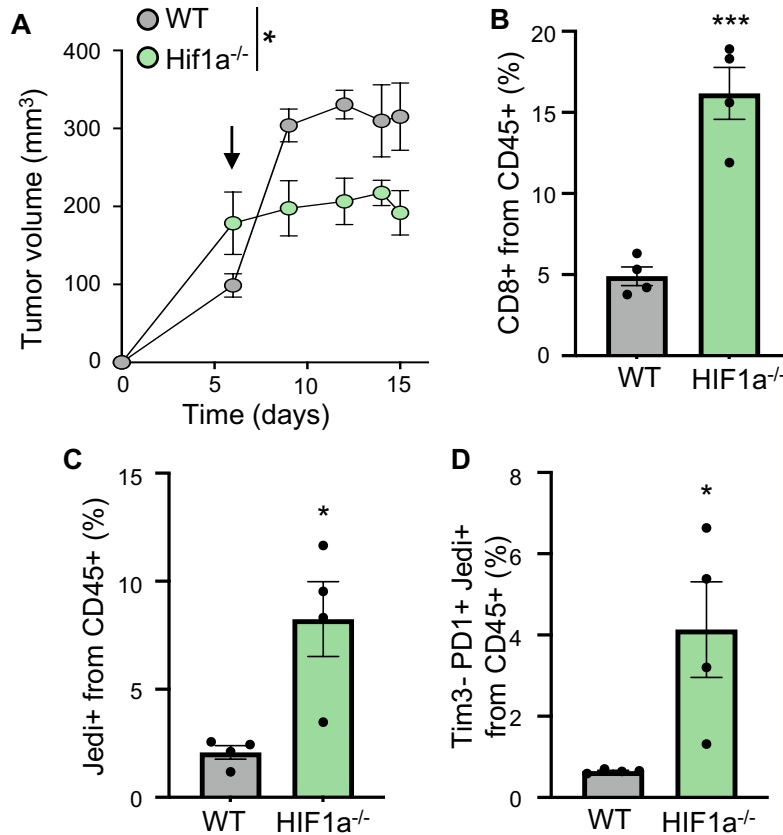 A
WT
Hif1a-/-
*
Tumor volume (mm3)
400
300
200
100
0
0
5
10
15
Time (days)
B
CD8+ from CD45+ (%)
20
15
10
5
0
***
WT
HIF1a-/-
C
Jedi+ from CD45+ (%)
15
10
5
0
*
WT
HIF1a-/-
D
Tim3- PD1+ Jedi+
from CD45+ (%)
8
6
4
2
0
*
WT
HIF1a-/-